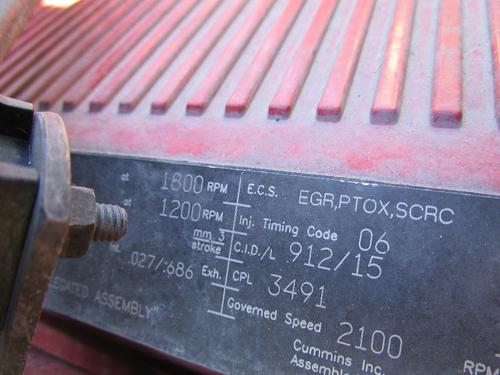 at 1800 RPM
at 1200 RPM
mm 3
stroke
.027/.686 Exh.
ASSEMBLY"
E.C.S. EGR,PTOX,SCRC
Inj. Timing Code 06
C.I.D./L 912/15
CPL 3491
Governed Speed 2100 RPM
Cummins Inc.